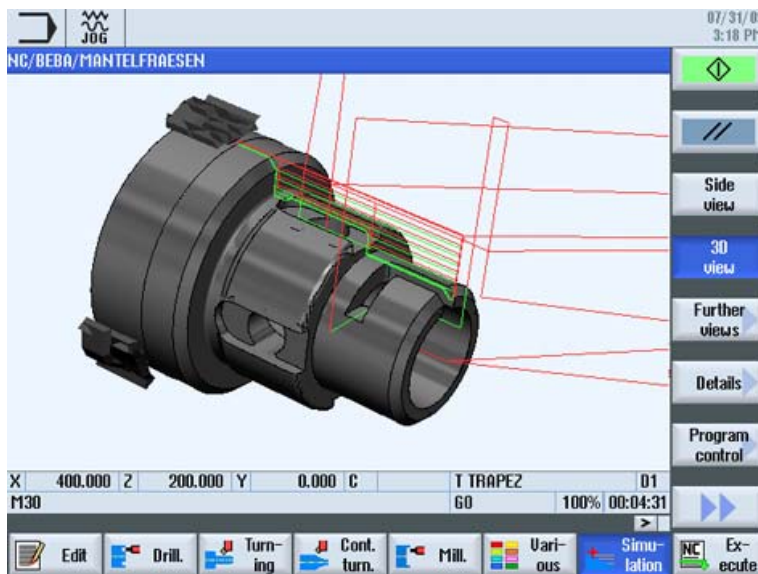 JOG
07/31/0
3:18 PM
NC/BEBA/MANTELFRAESEN
Side
view
3D
view
Further
views
Details
Program
control
X 400.000 Z 200.000 Y 0.000 C T TRAPEZ D1
M30 G0 100% 00:04:31
>
Edit
Drill.
Turn-
ing
Cont.
turn.
Mill.
Vari-
ous
Simu-
lation
NC Ex-
ecute